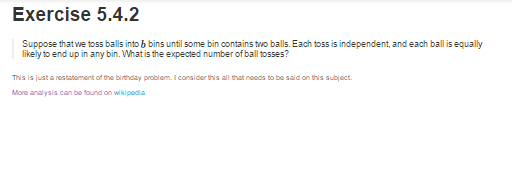 Exercise 5.4.2
Suppose that we toss balls into b bins until some bin contains two balls. Each toss is independent, and each ball is equally
likely to end up in any bin. What is the expected number of ball tosses?
This is just a restatement of the birthday problem. I consider this all that needs to be said on this subject.
More analysis can be found on wikipedia